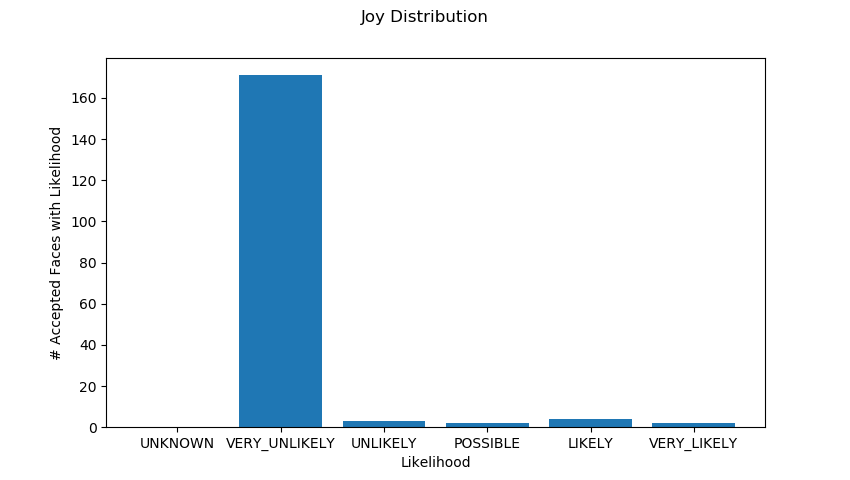 Joy Distribution
# Accepted Faces with Likelihood
160
140
120
100
80
60
40
20
0
UNKNOWN VERY_UNLIKELY UNLIKELY POSSIBLE LIKELY VERY_LIKELY
Likelihood